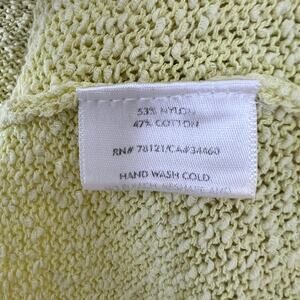 53% NYLON
47% COTTON
RN# 78121/CA#34460
HAND WASH COLD.